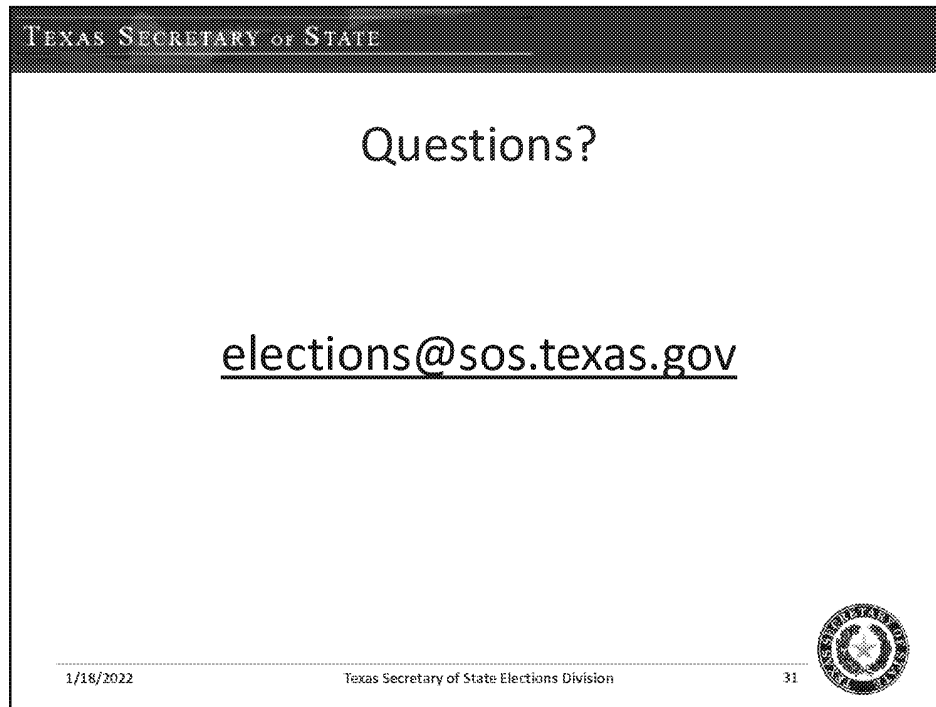 TEXAS SECRETARY OF STATE
Questions?
elections@sos.texas.gov
1/18/2022
Texas Secretary of State Elections Division
31